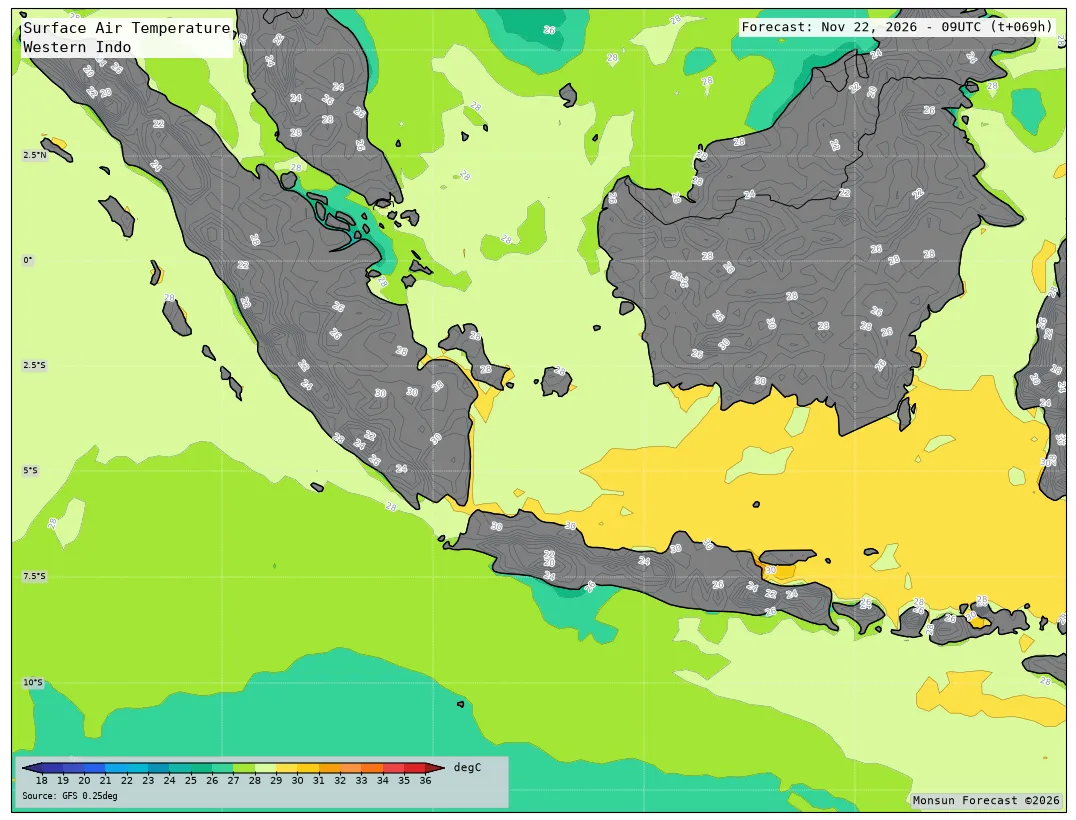 Surface Air Temperature
Western Indo
Forecast: Nov 22, 2026 - 09UTC (t+069h)
2.5°N
0°
2.5°S
5°S
7.5°S
10°S
18 19 20 21 22 23 24 25 26 27 28 29 30 31 32 33 34 35 36
degC
Source: GFS 0.25deg
Monsun Forecast ©2026